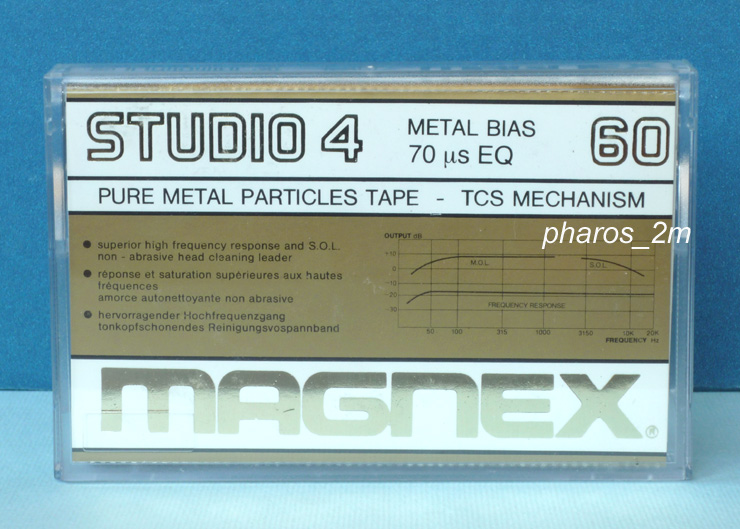 STUDIO 4 METAL BIAS 60
70 µs EQ
PURE METAL PARTICLES TAPE - TCS MECHANISM
pharos_2m
• superior high frequency response and S.O.L.
non - abrasive head cleaning leader
• réponse et saturation supérieures aux hautes
fréquences
amorce autonettoyante non abrasive
• hervorragender Hochfrequenzgang
tonkopfschonendes Reinigungsvospannband
OUTPUT dB
+10
0
-10
-20
-30
M.O.L.
S.O.L.
FREQUENCY RESPONSE
50 100 315 1000 3150 10K 20K
FREQUENCY Hz
MAGNEX ®